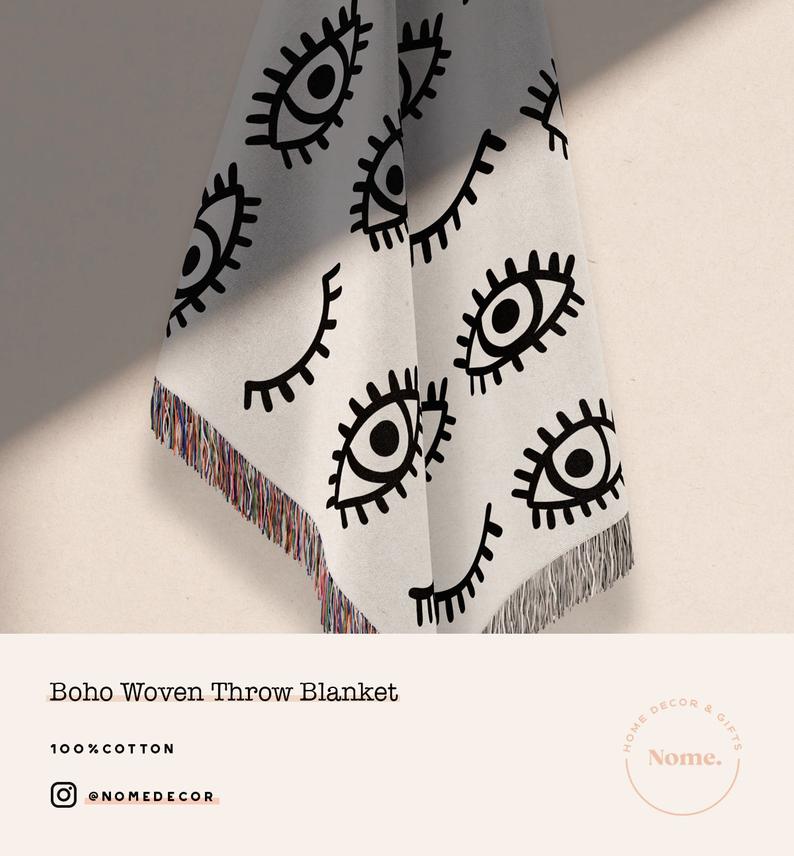 Boho Woven Throw Blanket
100%COTTON
@NOMEDECOR
HOME DECOR & GIFTS
Nome.